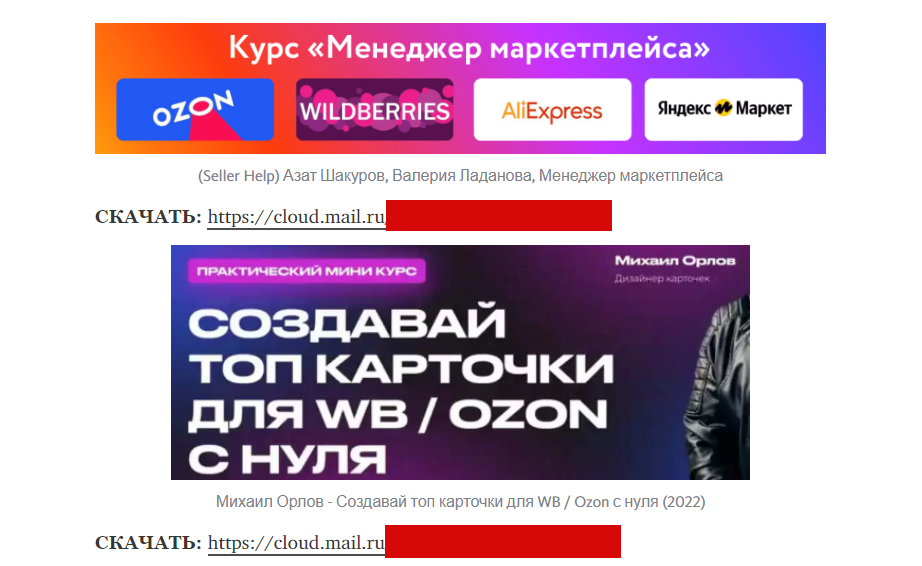 Курс «Менеджер маркетплейса»
OZON
WILDBERRIES
AliExpress
Яндекс Маркет
(Seller Help) Азат Шакуров, Валерия Ладанова, Менеджер маркетплейса
СКАЧАТЬ: https://cloud.mail.ru
ПРАКТИЧЕСКИЙ МИНИ КУРС
Михаил Орлов
Дизайнер карточек
СОЗДАВАЙ
ТОП КАРТОЧКИ
ДЛЯ WB / OZON
С НУЛЯ
Михаил Орлов - Создавай топ карточки для WB / Ozon с нуля (2022)
СКАЧАТЬ: https://cloud.mail.ru